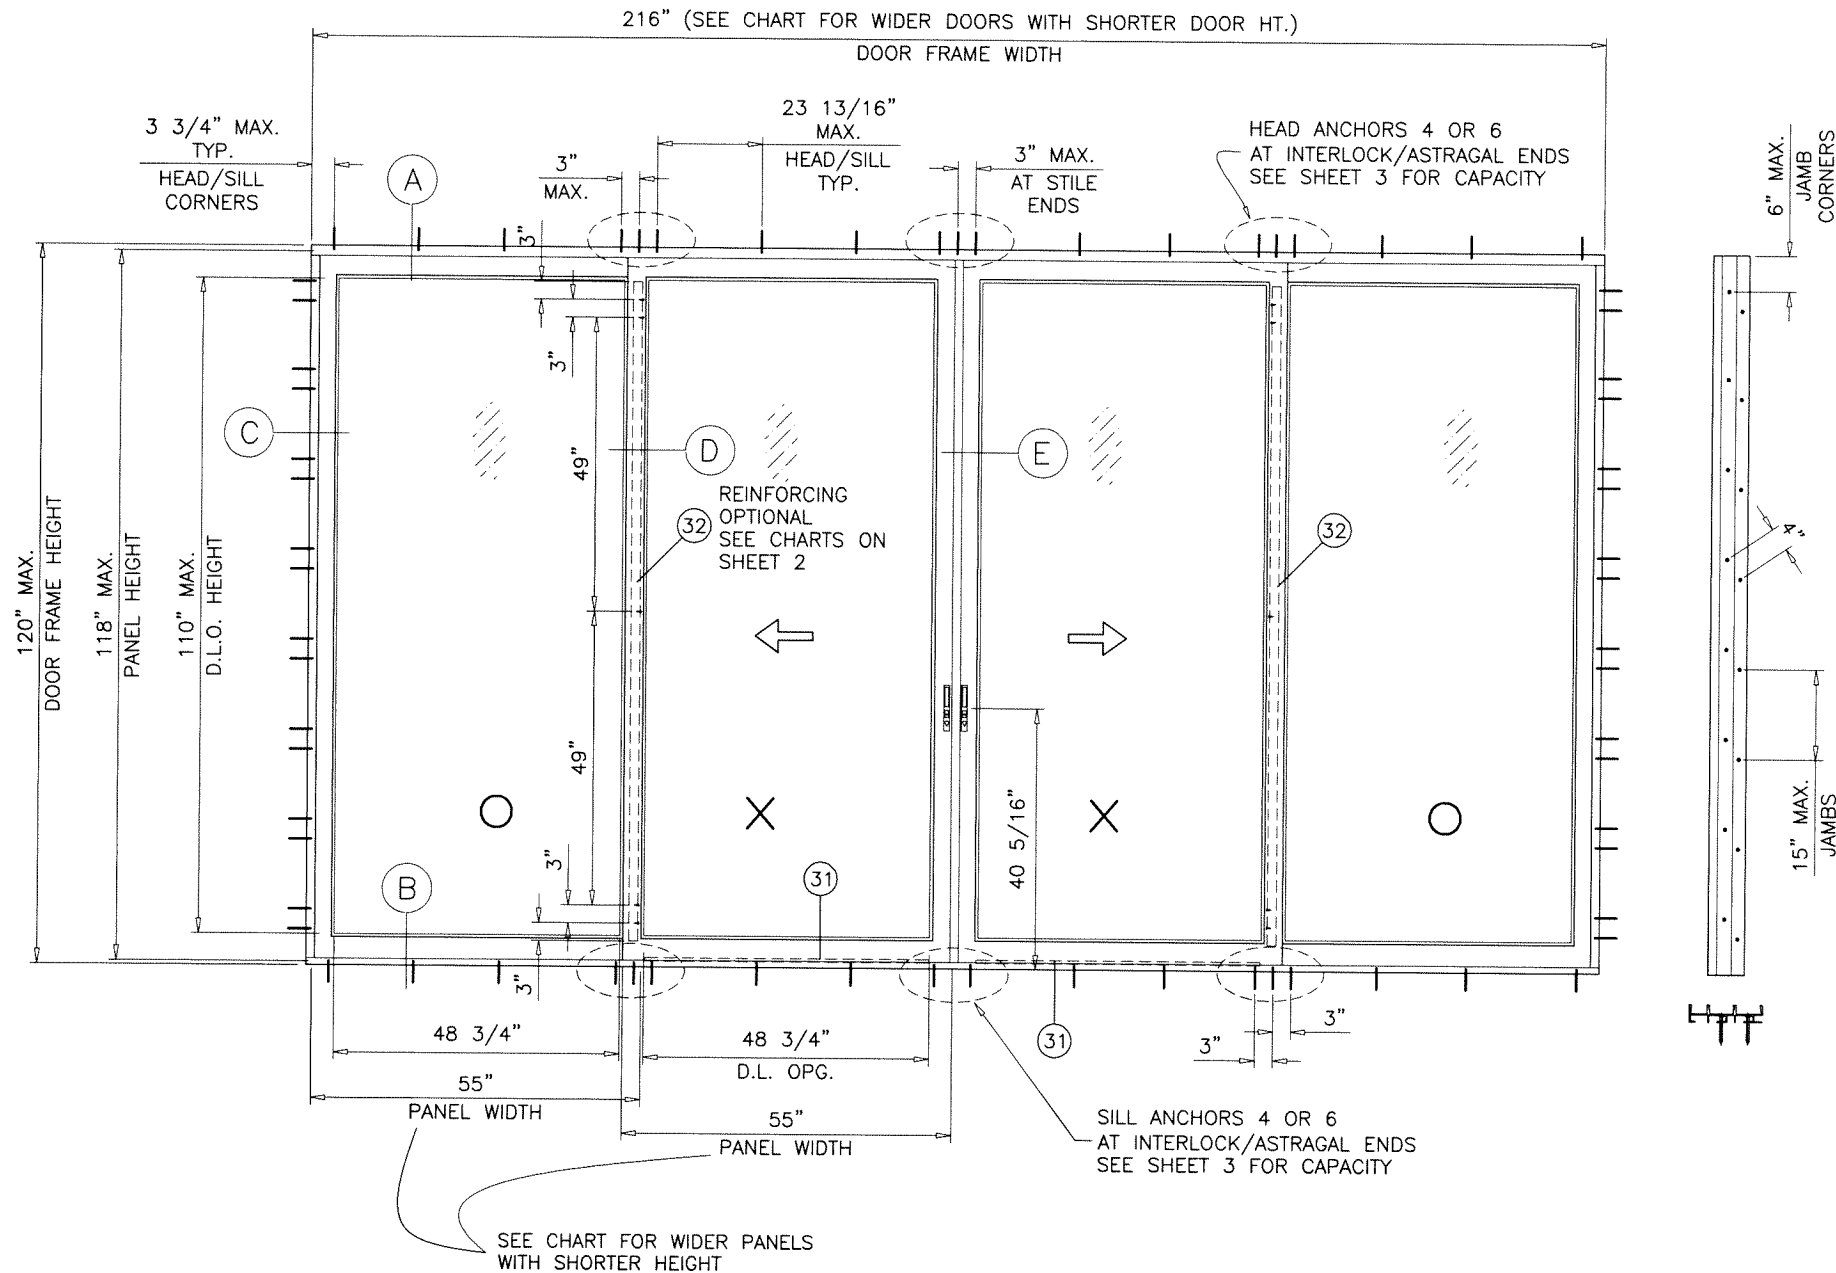 216" (SEE CHART FOR WIDER DOORS WITH SHORTER DOOR HT.)
DOOR FRAME WIDTH
3 3/4" MAX.
TYP.
HEAD/SILL
CORNERS
A
3"
MAX.
23 13/16"
MAX.
HEAD/SILL
TYP.
3" MAX.
AT STILE
ENDS
HEAD ANCHORS 4 OR 6
AT INTERLOCK/ASTRAGAL ENDS
SEE SHEET 3 FOR CAPACITY
6" MAX.
JAMB
CORNERS
3"
3"
120" MAX.
DOOR FRAME HEIGHT
118" MAX.
PANEL HEIGHT
110" MAX.
D.L.O. HEIGHT
C
49"
D
E
REINFORCING
OPTIONAL
SEE CHARTS ON
SHEET 2
32
32
4"
49"
40 5/16"
15" MAX.
JAMBS
O
X
X
O
B
3"
31
3"
48 3/4"
48 3/4"
D.L. OPG.
31
3"
3"
55"
PANEL WIDTH
55"
PANEL WIDTH
SILL ANCHORS 4 OR 6
AT INTERLOCK/ASTRAGAL ENDS
SEE SHEET 3 FOR CAPACITY
SEE CHART FOR WIDER PANELS
WITH SHORTER HEIGHT